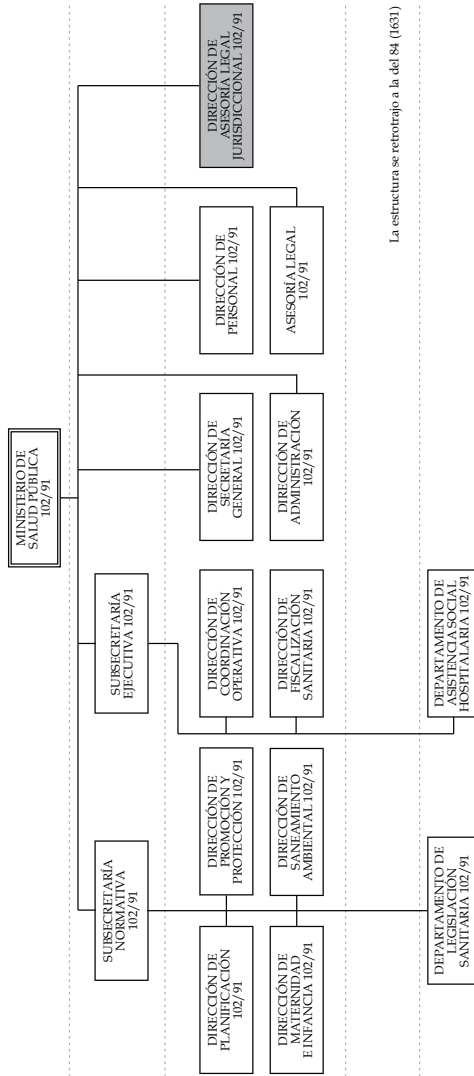 MINISTERIO DE
SALUD PÚBLICA
102/91
SUBSECRETARÍA
NORMATIVA
102/91
SUBSECRETARÍA
EJECUTIVA 102/91
DIRECCIÓN DE
PLANIFICACIÓN
102/91
DIRECCIÓN DE
PROMOCIÓN Y
PROTECCIÓN 102/91
DIRECCIÓN DE
COORDINACIÓN
OPERATIVA 102/91
DIRECCIÓN DE
SECRETARÍA
GENERAL 102/91
DIRECCIÓN DE
PERSONAL 102/91
DIRECCIÓN DE
ASESORÍA LEGAL
JURISDICCIONAL 102/91
DIRECCIÓN DE
MATERNIDAD
E INFANCIA 102/91
DIRECCIÓN DE
SANEAMIENTO
AMBIENTAL 102/91
DIRECCIÓN DE
FISCALIZACIÓN
SANITARIA 102/91
DIRECCIÓN DE
ADMINISTRACIÓN
102/91
ASESORÍA LEGAL
102/91
La estructura se retrotrajo a la del 84 (1631)
DEPARTAMENTO DE
LEGISLACIÓN
SANITARIA 102/91
DEPARTAMENTO DE
ASISTENCIA SOCIAL
HOSPITALARIA 102/91